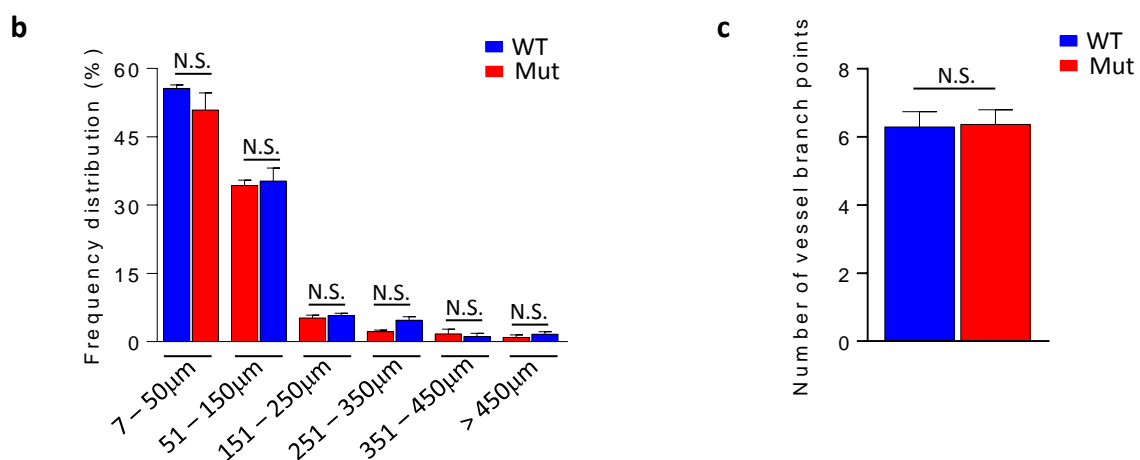 b
WT
Mut
Frequency distribution (%)
60
45
30
15
0
N.S.
N.S.
N.S.
N.S.
N.S.
N.S.
7 – 50μm
51 – 150μm
151 – 250μm
251 – 350μm
351 – 450μm
> 450μm
c
WT
Mut
Number of vessel branch points
8
6
4
2
0
N.S.